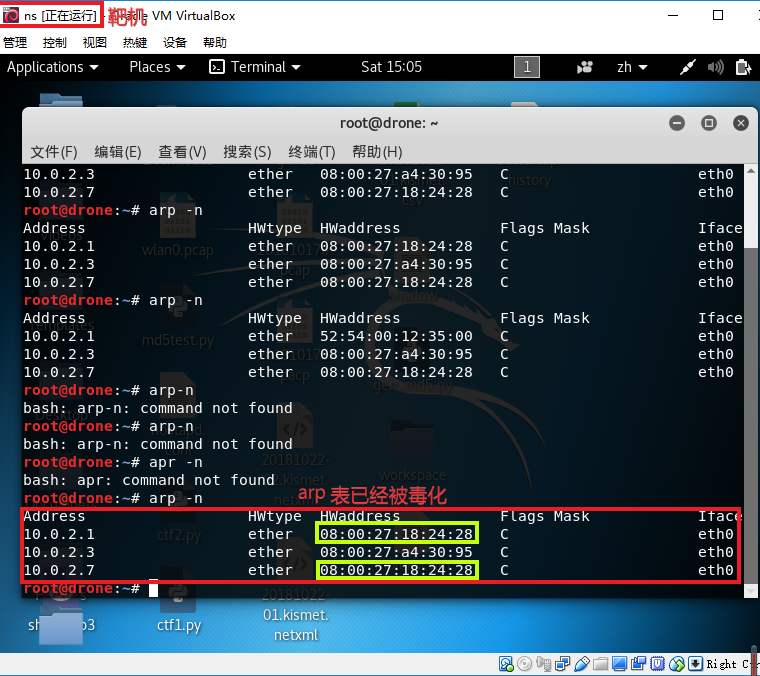 ns [正在运行] - Oracle VM VirtualBox
靶机
管理 控制 视图 热键 设备 帮助
Applications Places Terminal Sat 15:05 1 zh
root@drone: ~
文件(F) 编辑(E) 查看(V) 搜索(S) 终端(T) 帮助(H)
10.0.2.3 ether 08:00:27:a4:30:95 C eth0
10.0.2.7 ether 08:00:27:18:24:28 C eth0
root@drone:~# arp -n
Address HWtype HWaddress Flags Mask Iface
10.0.2.1 ether 08:00:27:18:24:28 C eth0
10.0.2.3 ether 08:00:27:a4:30:95 C eth0
10.0.2.7 ether 08:00:27:18:24:28 C eth0
root@drone:~# arp -n
Address HWtype HWaddress Flags Mask Iface
10.0.2.1 ether 52:54:00:12:35:00 C eth0
10.0.2.3 ether 08:00:27:a4:30:95 C eth0
10.0.2.7 ether 08:00:27:18:24:28 C eth0
root@drone:~# arp-n
bash: arp-n: command not found
root@drone:~# arp-n
bash: arp-n: command not found
root@drone:~# apr -n
bash: apr: command not found
root@drone:~# arp -n
arp 表已经被毒化
Address HWtype HWaddress Flags Mask Iface
10.0.2.1 ether 08:00:27:18:24:28 C eth0
10.0.2.3 ether 08:00:27:a4:30:95 C eth0
10.0.2.7 ether 08:00:27:18:24:28 C eth0
root@drone:~#
history
wlan0.pcap
md5test.py
workspace
ctf2.py
20181022-
01.kismet.
netxml
ctf1.py
Right Ctr